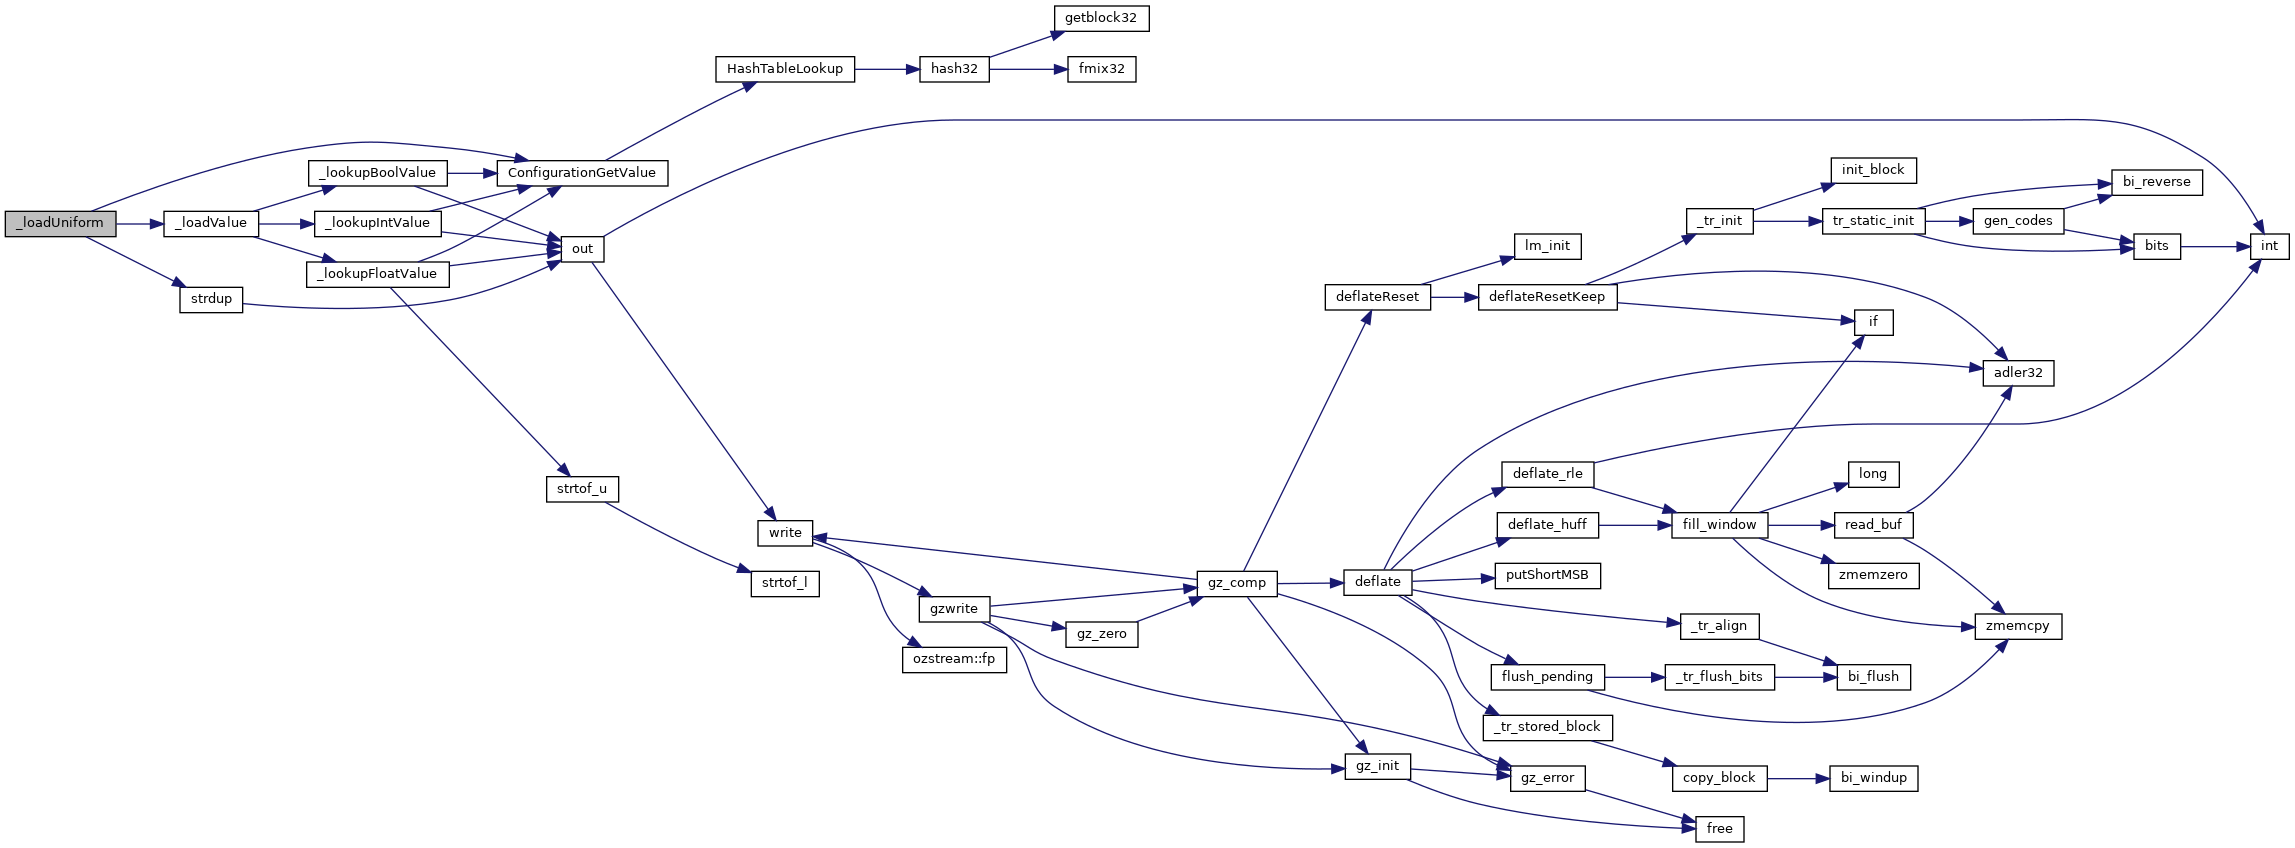 _loadUniform
_loadValue
strdup
_lookupBoolValue
_lookupIntValue
_lookupFloatValue
ConfigurationGetValue
out
strtof_u
HashTableLookup
write
strtof_l
hash32
gzwrite
ozstream::fp
getblock32
fmix32
gz_zero
gz_comp
deflateReset
deflate
gz_init
lm_init
deflateResetKeep
deflate_rle
deflate_huff
putShortMSB
flush_pending
_tr_stored_block
gz_error
_tr_init
fill_window
_tr_align
_tr_flush_bits
copy_block
free
init_block
tr_static_init
if
long
read_buf
zmemzero
bi_flush
bi_windup
gen_codes
adler32
zmemcpy
bi_reverse
bits
int